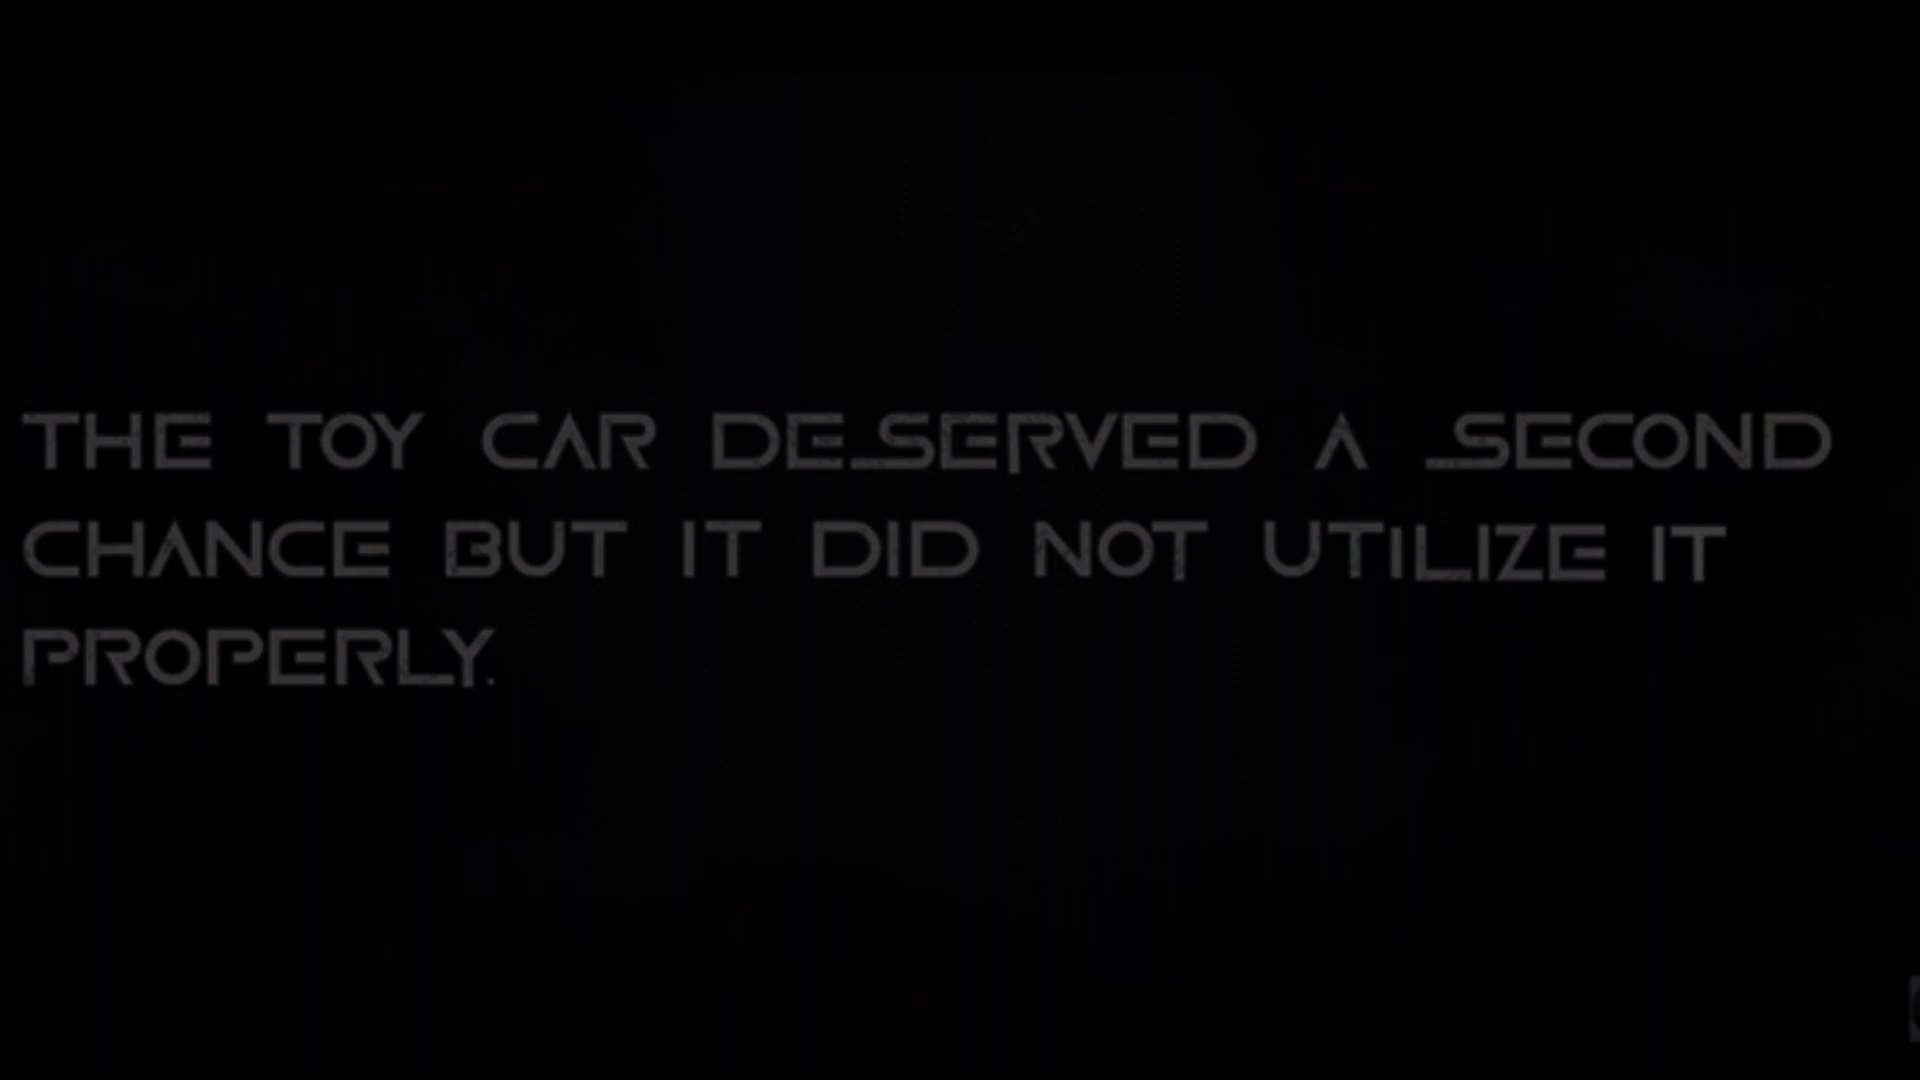 THE TOY CAR DESERVED A SECOND
CHANCE BUT IT DID NOT UTILIZE IT
PROPERLY.